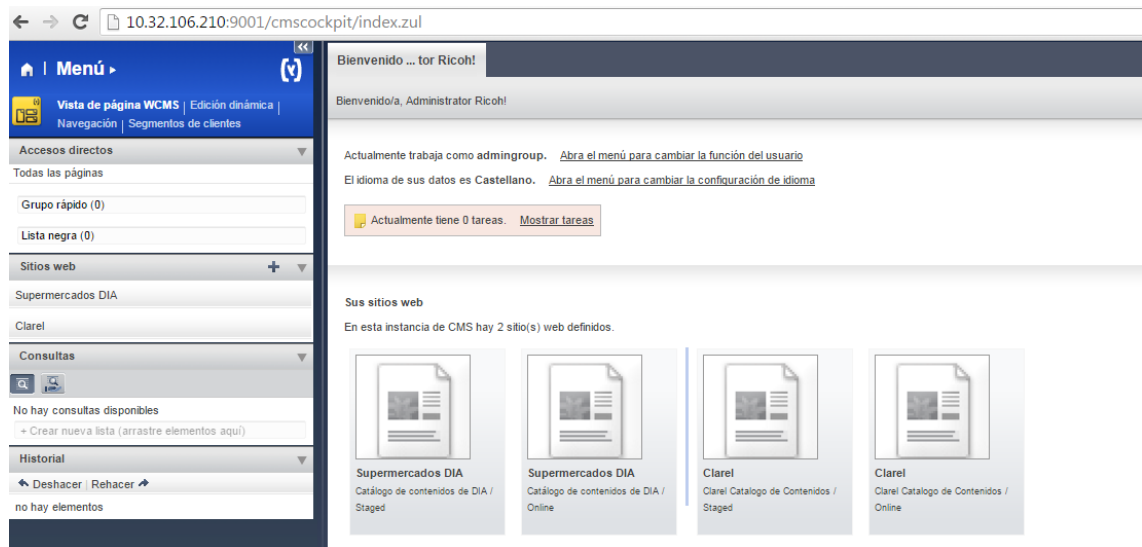 10.32.106.210:9001/cmscockpit/index.zul
Menú
Vista de página WCMS | Edición dinámica |
Navegación | Segmentos de clientes
Accesos directos
Todas las páginas
Grupo rápido (0)
Lista negra (0)
Sitios web
Supermercados DIA
Clarel
Consultas
No hay consultas disponibles
+ Crear nueva lista (arrastre elementos aquí)
Historial
Deshacer | Rehacer
no hay elementos
Bienvenido ... tor Ricoh!
Bienvenido/a, Administrator Ricoh!
Actualmente trabaja como admingroup. Abra el menú para cambiar la función del usuario
El idioma de sus datos es Castellano. Abra el menú para cambiar la configuración de idioma
Actualmente tiene 0 tareas. Mostrar tareas
Sus sitios web
En esta instancia de CMS hay 2 sitio(s) web definidos.
Supermercados DIA
Catálogo de contenidos de DIA /
Staged
Supermercados DIA
Catálogo de contenidos de DIA /
Online
Clarel
Clarel Catalogo de Contenidos /
Staged
Clarel
Clarel Catalogo de Contenidos /
Online